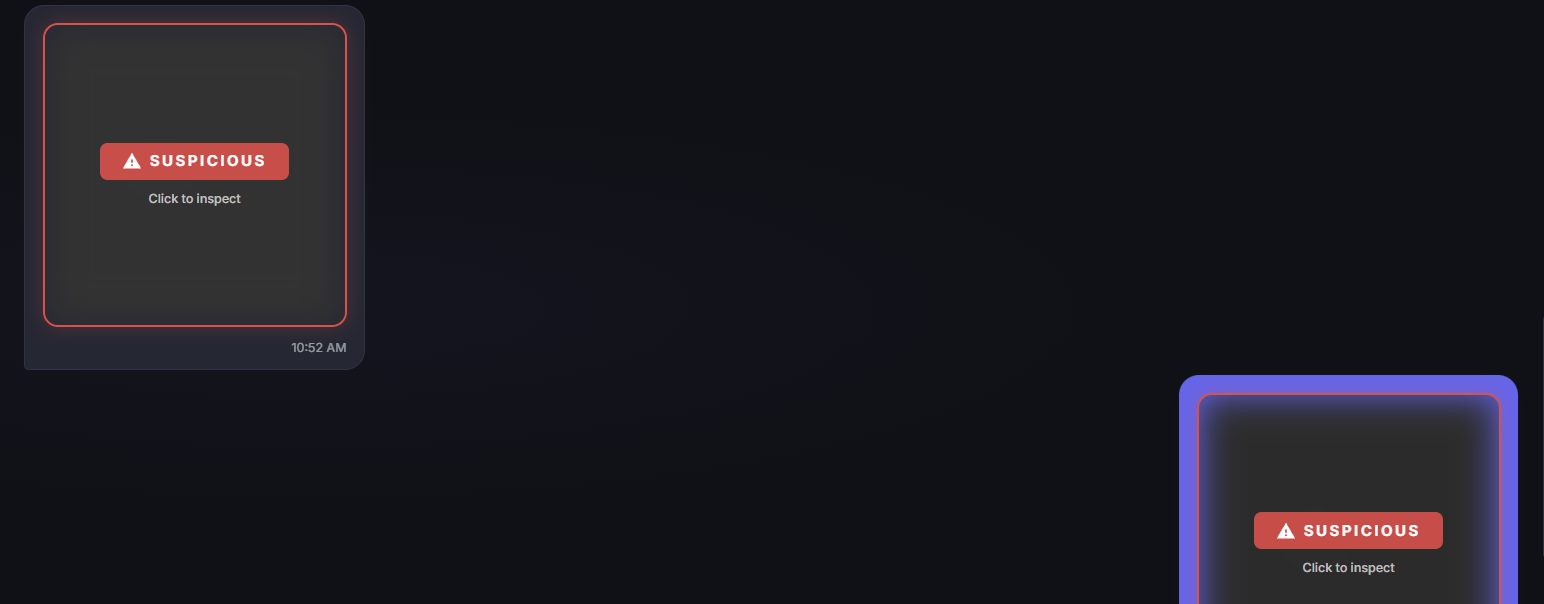 SUSPICIOUS
Click to inspect
10:52 AM
SUSPICIOUS
Click to inspect